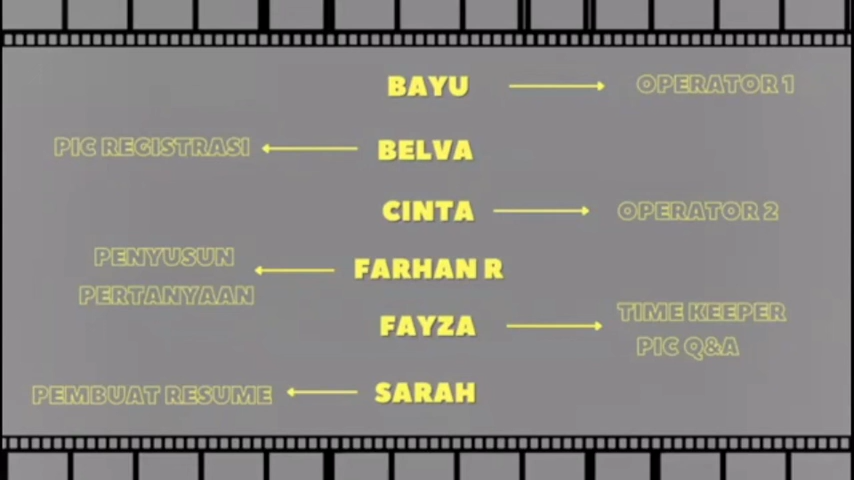 BAYU OPERATOR 1
PIC REGISTRASI BELVA
CINTA OPERATOR 2
PENYUSUN
PERTANYAAN FARHAN R
FAYZA TIME KEEPER
PIC Q&A
PEMBUAT RESUME SARAH